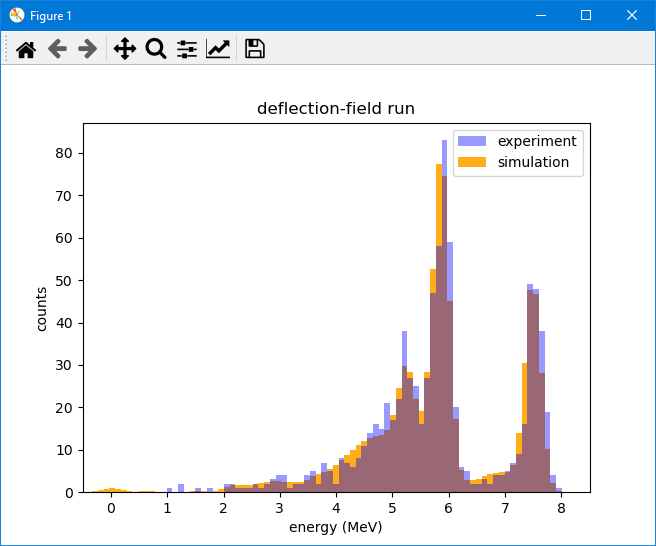 Figure 1
deflection-field run
experiment
simulation
counts
80
70
60
50
40
30
20
10
0
0 1 2 3 4 5 6 7 8
energy (MeV)